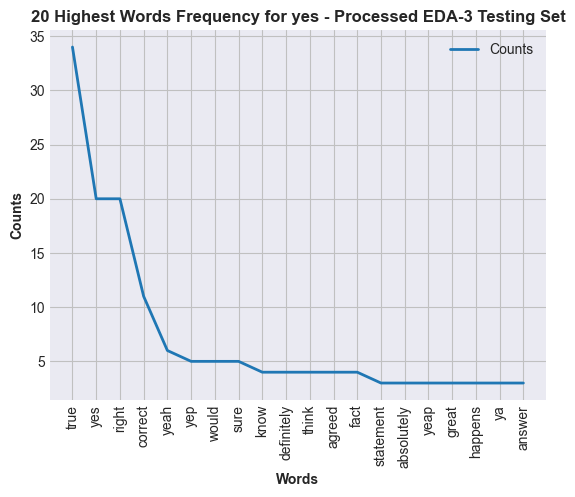 20 Highest Words Frequency for yes - Processed EDA-3 Testing Set
Counts
35
30
25
20
15
10
5
Counts
true
yes
right
correct
yeah
yep
would
sure
know
definitely
think
agreed
fact
statement
absolutely
yeap
great
happens
ya
answer
Words